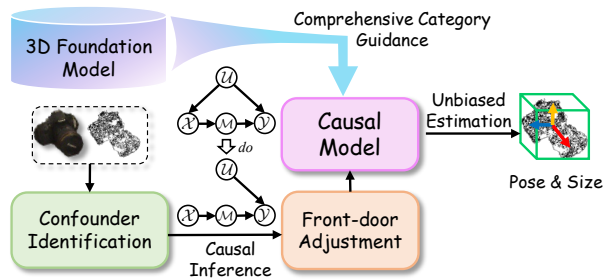 3D Foundation
Model
Comprehensive Category
Guidance
𝒰
𝒳 ℳ 𝒴
do
𝒰
𝒳 ℳ 𝒴
Causal
Model
Unbiased
Estimation
Pose & Size
Confounder
Identification
Causal
Inference
Front-door
Adjustment